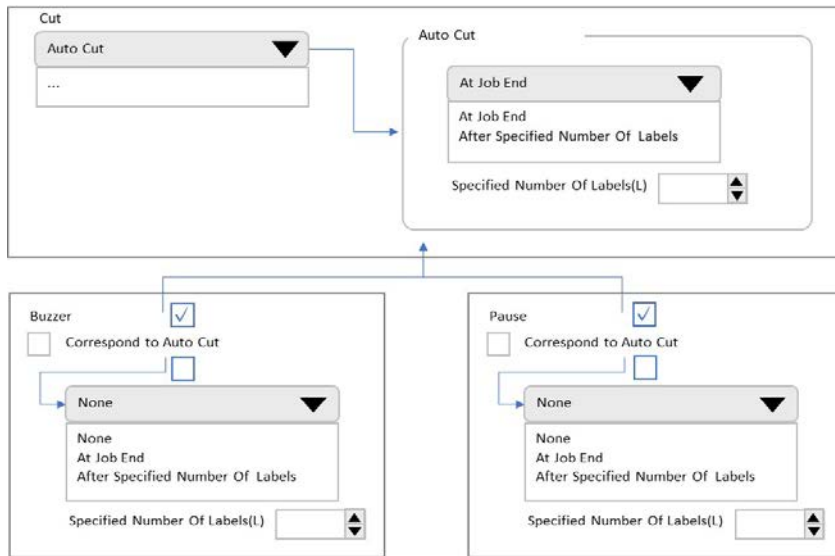 Cut
Auto Cut
...
Auto Cut
At Job End
At Job End
After Specified Number Of Labels
Specified Number Of Labels(L)
Buzzer
Correspond to Auto Cut
None
None
At Job End
After Specified Number Of Labels
Specified Number Of Labels(L)
Pause
Correspond to Auto Cut
None
None
At Job End
After Specified Number Of Labels
Specified Number Of Labels(L)